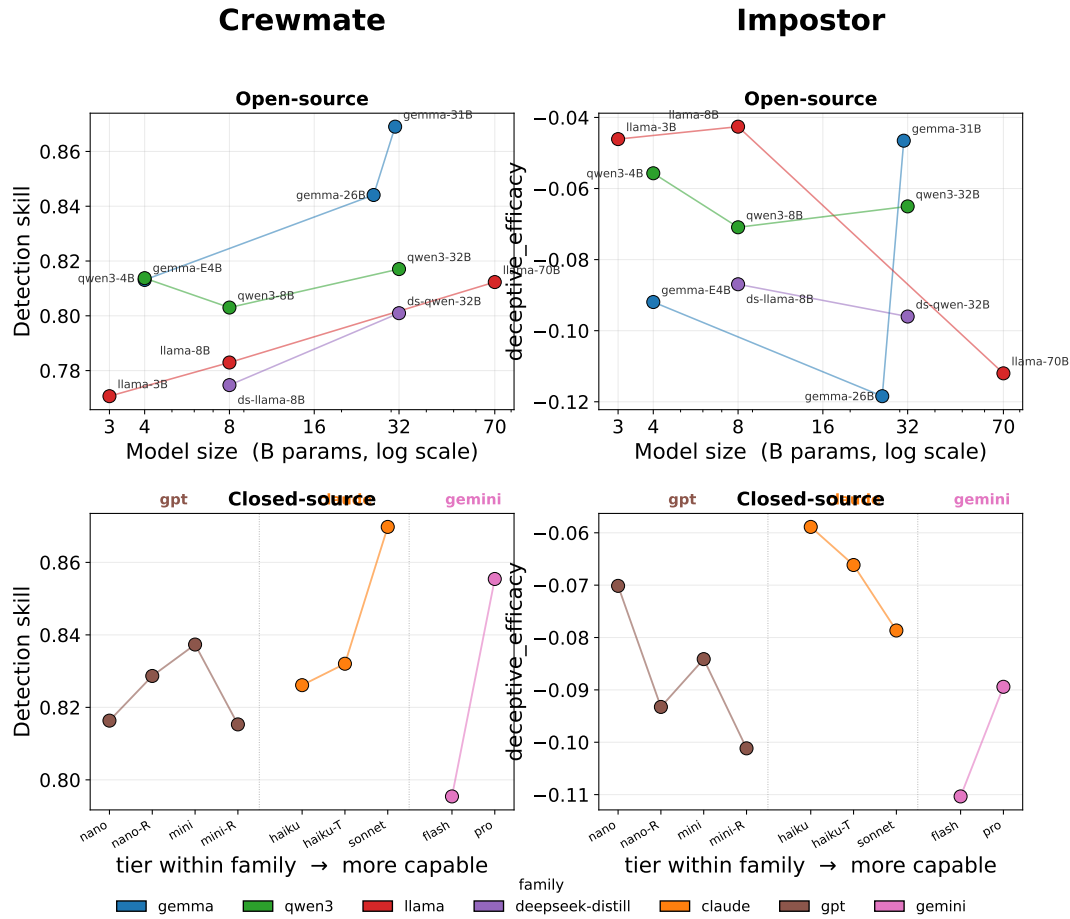 Crewmate
Impostor
Open-source
Detection skill
0.86
0.84
0.82
0.80
0.78
gemma-31B
gemma-26B
gemma-E4B
qwen3-4B
qwen3-32B
qwen3-8B
llama-70B
ds-qwen-32B
llama-8B
llama-3B
ds-llama-8B
3 4 8 16 32 70
Model size (B params, log scale)
Open-source
deceptive_efficacy
−0.04
−0.06
−0.08
−0.10
−0.12
llama-8B
llama-3B
gemma-31B
qwen3-4B
qwen3-32B
qwen3-8B
gemma-E4B
ds-llama-8B
ds-qwen-32B
llama-70B
gemma-26B
3 4 8 16 32 70
Model size (B params, log scale)
Closed-source
gpt
gemini
Detection skill
0.86
0.84
0.82
0.80
nano nano-R mini mini-R haiku haiku-T sonnet flash pro
tier within family → more capable
Closed-source
gpt
gemini
deceptive_efficacy
−0.06
−0.07
−0.08
−0.09
−0.10
−0.11
nano nano-R mini mini-R haiku haiku-T sonnet flash pro
tier within family → more capable
family
gemma qwen3 llama deepseek-distill claude gpt gemini